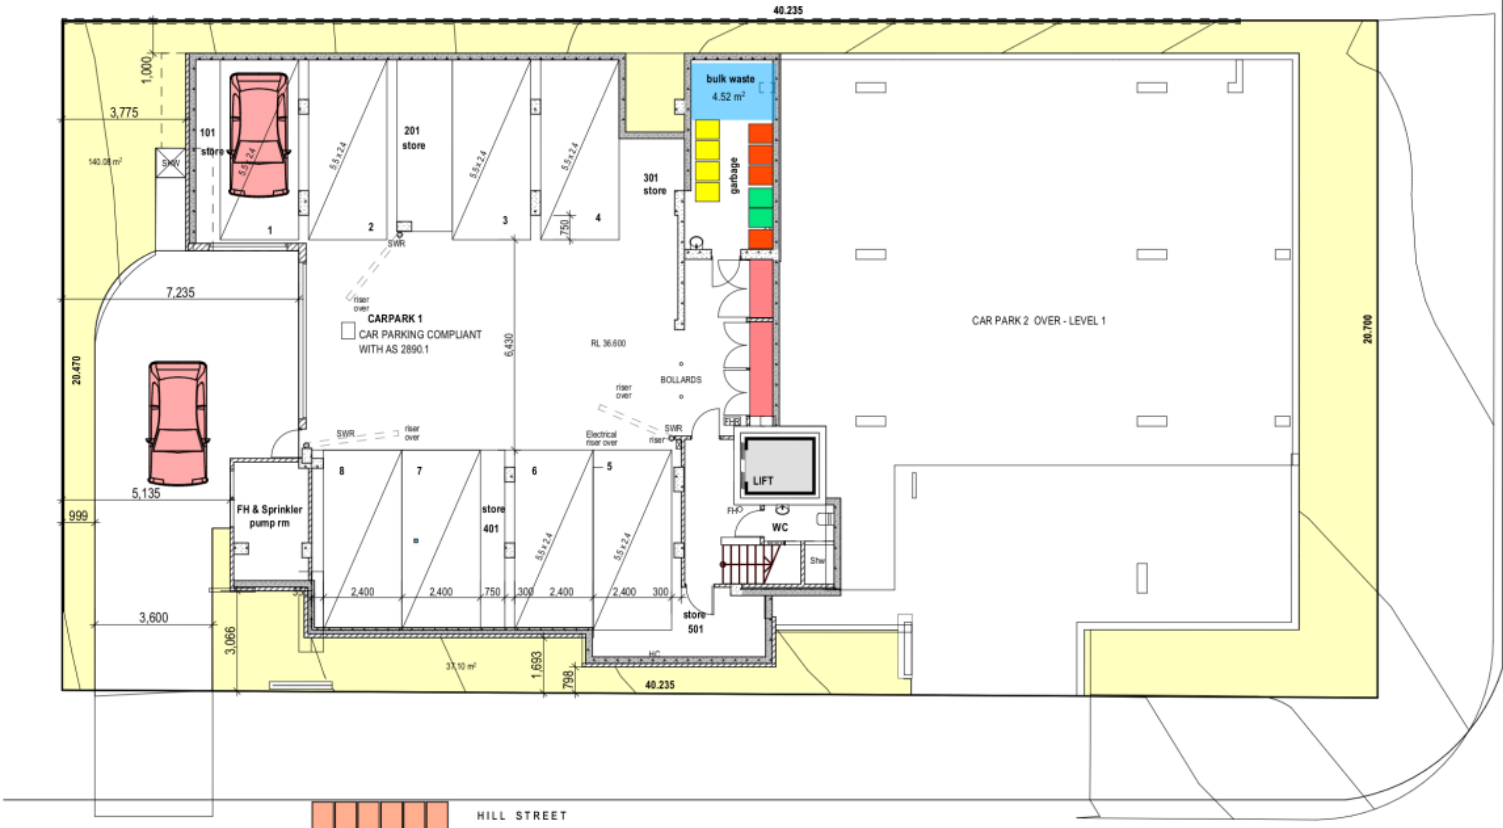 40.235
1,000
3,775
140.08 m²
SHW
101
store
5.5 x 2.4
1
5.5 x 2.4
2
201
store
5.5 x 2.4
3
5.5 x 2.4
4
750
301
store
bulk waste
4.52 m²
garbage
SWR
riser
over
7,235
CARPARK 1
CAR PARKING COMPLIANT
WITH AS 2890.1
6,430
RL 36.600
BOLLARDS
CAR PARK 2 OVER - LEVEL 1
20.700
20.470
riser
over
SWR
riser
over
Electrical
riser over
SWR
riser
FHR
LIFT
8
7
6
5
5,135
999
FH & Sprinkler
pump rm
store
401
5.5 x 2.4
5.5 x 2.4
FH
WC
Shw
2,400
2,400
750
300
2,400
2,400
300
store
501
3,600
3,066
37.10 m²
1,693
798
HC
40.235
HILL STREET